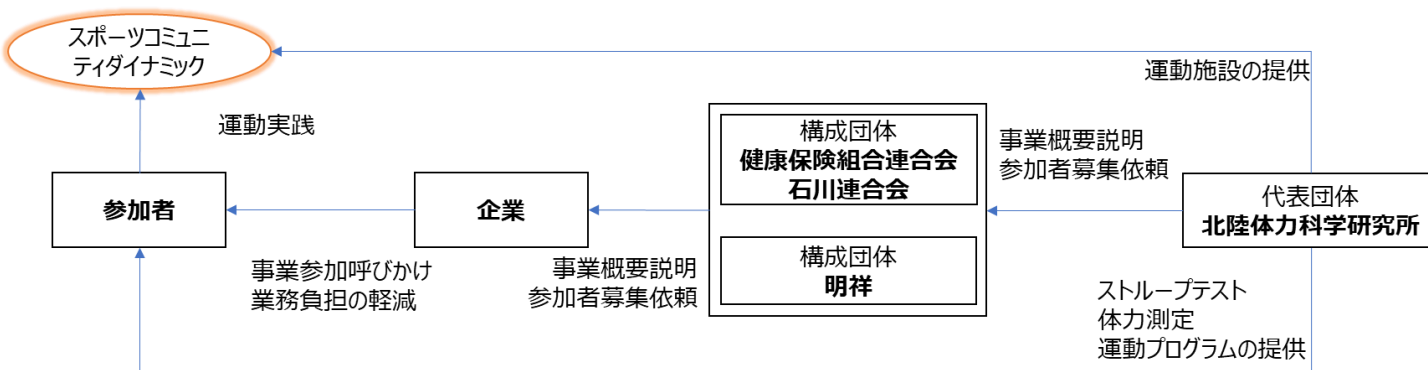 スポーツコミュニ
ティダイナミック
運動施設の提供
運動実践
構成団体
健康保険組合連合会
石川連合会
事業概要説明
参加者募集依頼
参加者
企業
代表団体
北陸体力科学研究所
構成団体
明祥
事業参加呼びかけ
業務負担の軽減
事業概要説明
参加者募集依頼
ストループテスト
体力測定
運動プログラムの提供